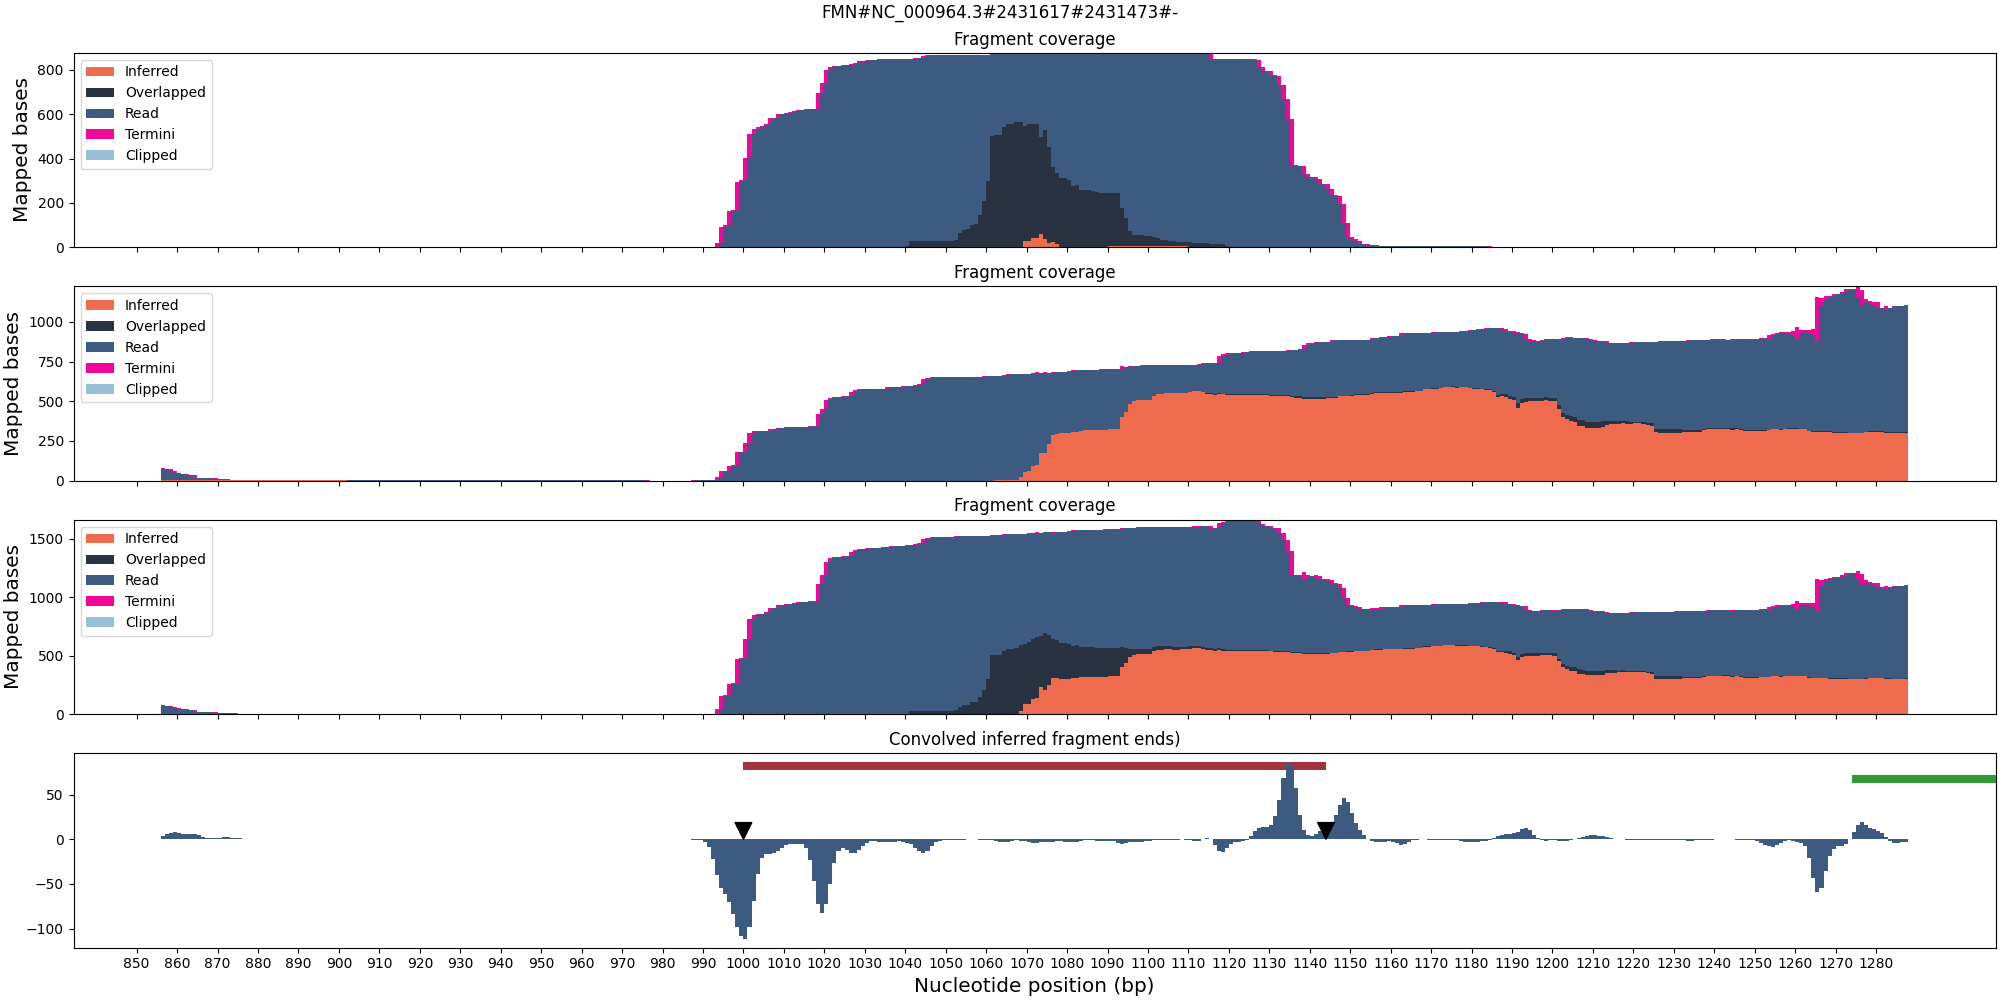 FMN#NC_000964.3#2431617#2431473#-
Fragment coverage
Mapped bases
800
600
400
200
0
Inferred
Overlapped
Read
Termini
Clipped
Fragment coverage
Mapped bases
1000
750
500
250
0
Inferred
Overlapped
Read
Termini
Clipped
Fragment coverage
Mapped bases
1500
1000
500
0
Inferred
Overlapped
Read
Termini
Clipped
Convolved inferred fragment ends)
50
0
−50
−100
850 860 870 880 890 900 910 920 930 940 950 960 970 980 990 1000 1010 1020 1030 1040 1050 1060 1070 1080 1090 1100 1110 1120 1130 1140 1150 1160 1170 1180 1190 1200 1210 1220 1230 1240 1250 1260 1270 1280
Nucleotide position (bp)